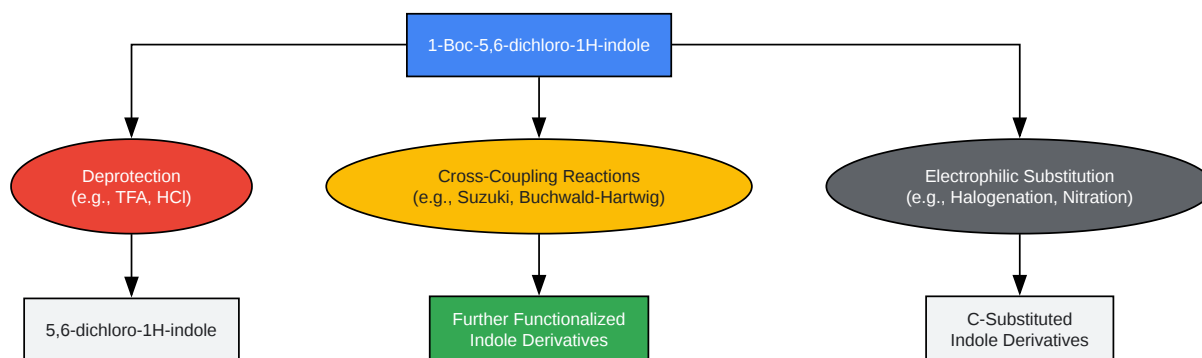 1-Boc-5,6-dichloro-1H-indole
Deprotection
(e.g., TFA, HCl)
Cross-Coupling Reactions
(e.g., Suzuki, Buchwald-Hartwig)
Electrophilic Substitution
(e.g., Halogenation, Nitration)
5,6-dichloro-1H-indole
Further Functionalized
Indole Derivatives
C-Substituted
Indole Derivatives